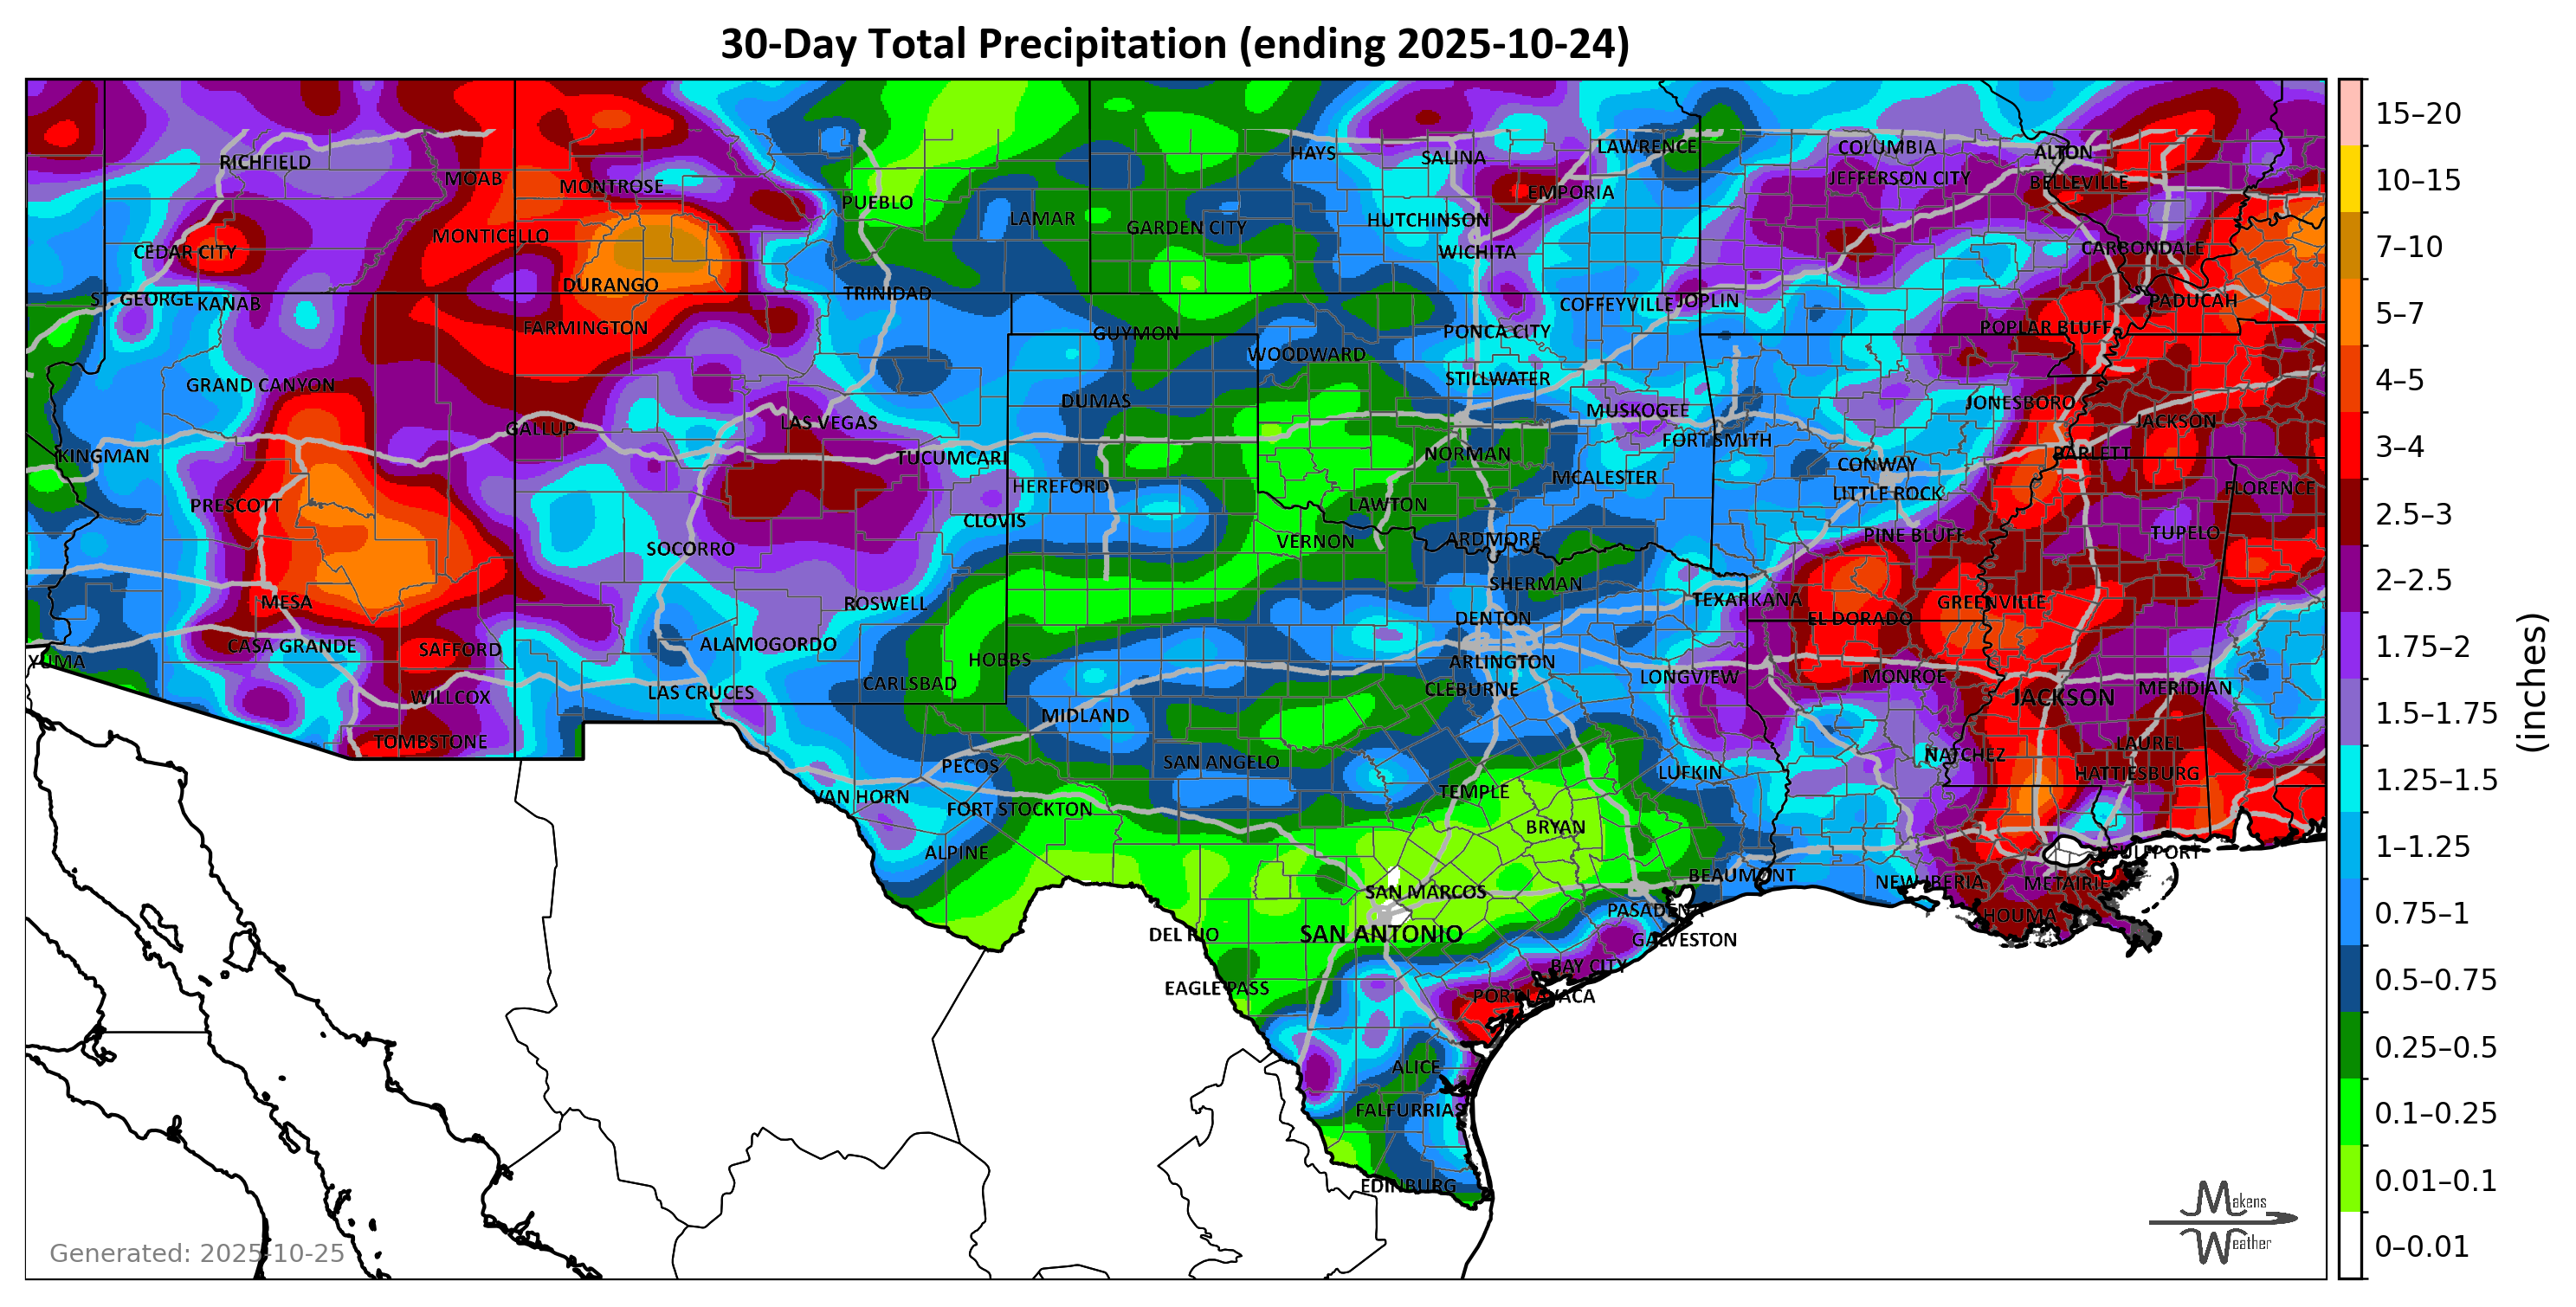 30-Day Total Precipitation (ending 2025-10-24)
HAYS
SALINA
LAWRENCE
COLUMBIA
ALTON
RICHFIELD
MOAB
MONTROSE
EMPORIA
JEFFERSON CITY
BELLEVILLE
PUEBLO
LAMAR
GARDEN CITY
HUTCHINSON
MONTICELLO
CEDAR CITY
WICHITA
CARBONDALE
DURANGO
TRINIDAD
ST. GEORGE
KANAB
COFFEYVILLE
JOPLIN
PADUCAH
FARMINGTON
GUYMON
PONCA CITY
POPLAR BLUFF
WOODWARD
GRAND CANYON
STILLWATER
DUMAS
MUSKOGEE
JONESBORO
LAS VEGAS
JACKSON
GALLUP
FORT SMITH
KINGMAN
TUCUMCARI
NORMAN
BARLETT
CONWAY
MCALESTER
HEREFORD
FLORENCE
PRESCOTT
LAWTON
LITTLE ROCK
CLOVIS
SOCORRO
VERNON
ARDMORE
PINE BLUFF
TUPELO
SHERMAN
MESA
ROSWELL
TEXARKANA
GREENVILLE
DENTON
EL DORADO
CASA GRANDE
SAFFORD
ALAMOGORDO
YUMA
HOBBS
ARLINGTON
CARLSBAD
CLEBURNE
LONGVIEW
MONROE
MERIDIAN
WILLCOX
LAS CRUCES
JACKSON
MIDLAND
TOMBSTONE
LAUREL
NATCHEZ
PECOS
SAN ANGELO
LUFKIN
HATTIESBURG
VAN HORN
FORT STOCKTON
TEMPLE
BRYAN
ALPINE
GULFPORT
BEAUMONT
NEW IBERIA
METAIRIE
SAN MARCOS
PASADENA
HOUMA
DEL RIO
SAN ANTONIO
GALVESTON
BAY CITY
EAGLE PASS
PORT LAVACA
ALICE
FALFURRIAS
EDINBURG
Generated: 2025-10-25
Makens
Weather
15–20
10–15
7–10
5–7
4–5
3–4
2.5–3
2–2.5
1.75–2
1.5–1.75
1.25–1.5
1–1.25
0.75–1
0.5–0.75
0.25–0.5
0.1–0.25
0.01–0.1
0–0.01
(inches)